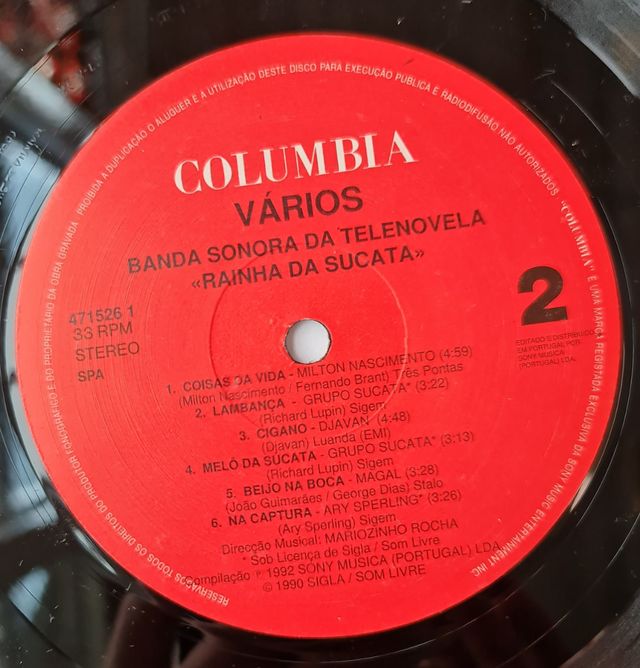 COLUMBIA
VÁRIOS
BANDA SONORA DA TELENOVELA
«RAINHA DA SUCATA»
471526 1
33 RPM
STEREO
SPA
2
EDITADO E DISTRIBUIDO
EM PORTUGAL POR
SONY MUSICA
(PORTUGAL) LDA.
1. COISAS DA VIDA - MILTON NASCIMENTO (4:59)
(Milton Nascimento / Fernando Brant) Três Pontas
2. LAMBANÇA - GRUPO SUCATA* (3:22)
(Richard Lupin) Sigem
3. CIGANO - DJAVAN (4:48)
(Djavan) Luanda (EMI)
4. MELÔ DA SUCATA - GRUPO SUCATA* (3:13)
(Richard Lupin) Sigem
5. BEIJO NA BOCA - MAGAL (3:28)
(João Guimarães / George Dias) Stalo
6. NA CAPTURA - ARY SPERLING* (3:26)
(Ary Sperling) Sigem
Direcção Musical: MARIOZINHO ROCHA
* Sob Licença de Sigla / Som Livre
Compilação ℗ 1992 SONY MUSICA (PORTUGAL) LDA.
© 1990 SIGLA / SOM LIVRE
RESERVADOS TODOS OS DIREITOS DO PRODUTOR FONOGRÁFICO E DO PROPRIETÁRIO DA OBRA GRAVADA. PROIBIDA A DUPLICAÇÃO O ALUGUER E A UTILIZAÇÃO DESTE DISCO PARA EXECUÇÃO PUBLICA E RADIODIFUSÃO NÃO AUTORIZADOS. "COLUMBIA" É UMA MARCA REGISTADA EXCLUSIVA DA SONY MUSIC ENTERTAINMENT INC.